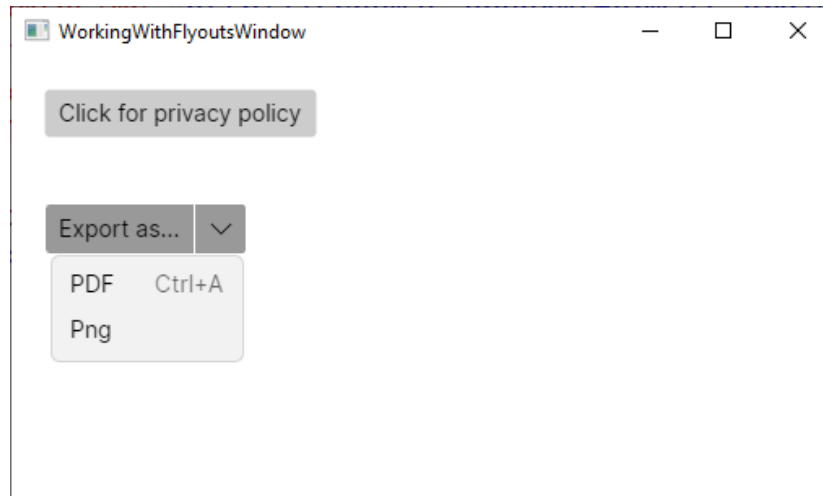 WorkingWithFlyoutsWindow
Click for privacy policy
Export as...
PDF Ctrl+A
Png